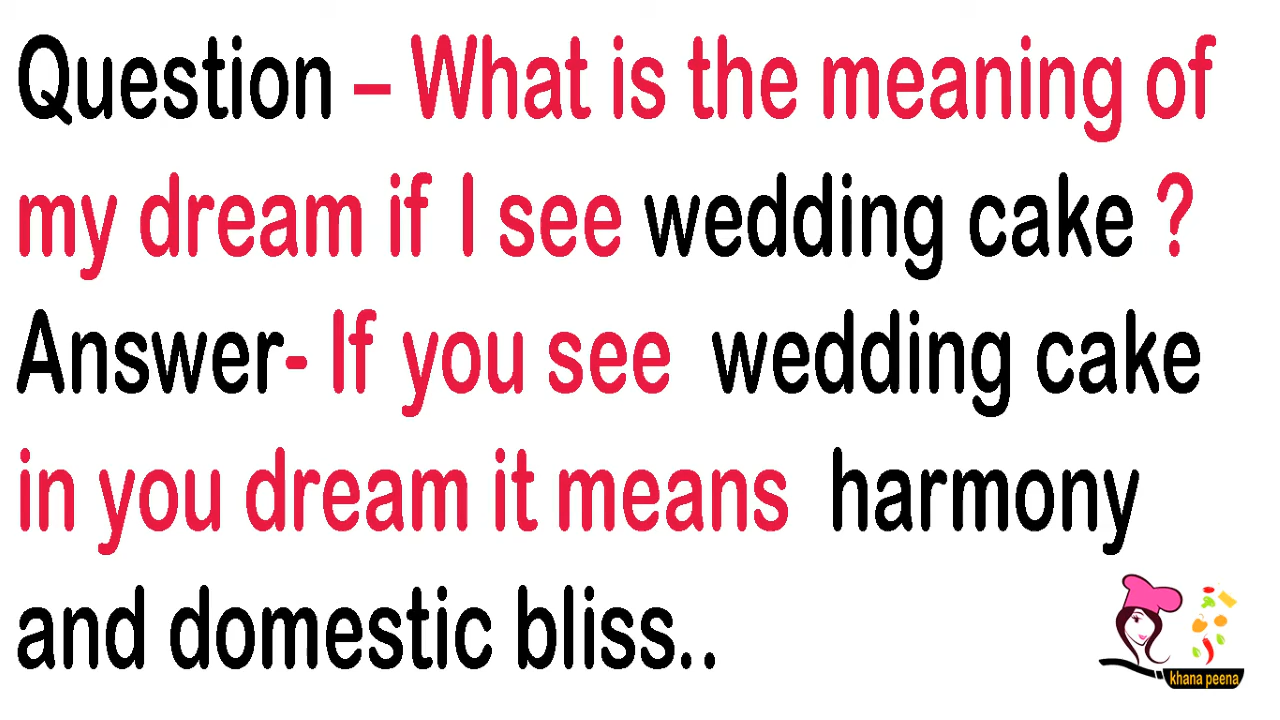 Question – What is the meaning of
my dream if I see wedding cake ?
Answer- If you see wedding cake
in you dream it means harmony
and domestic bliss..
khana peena